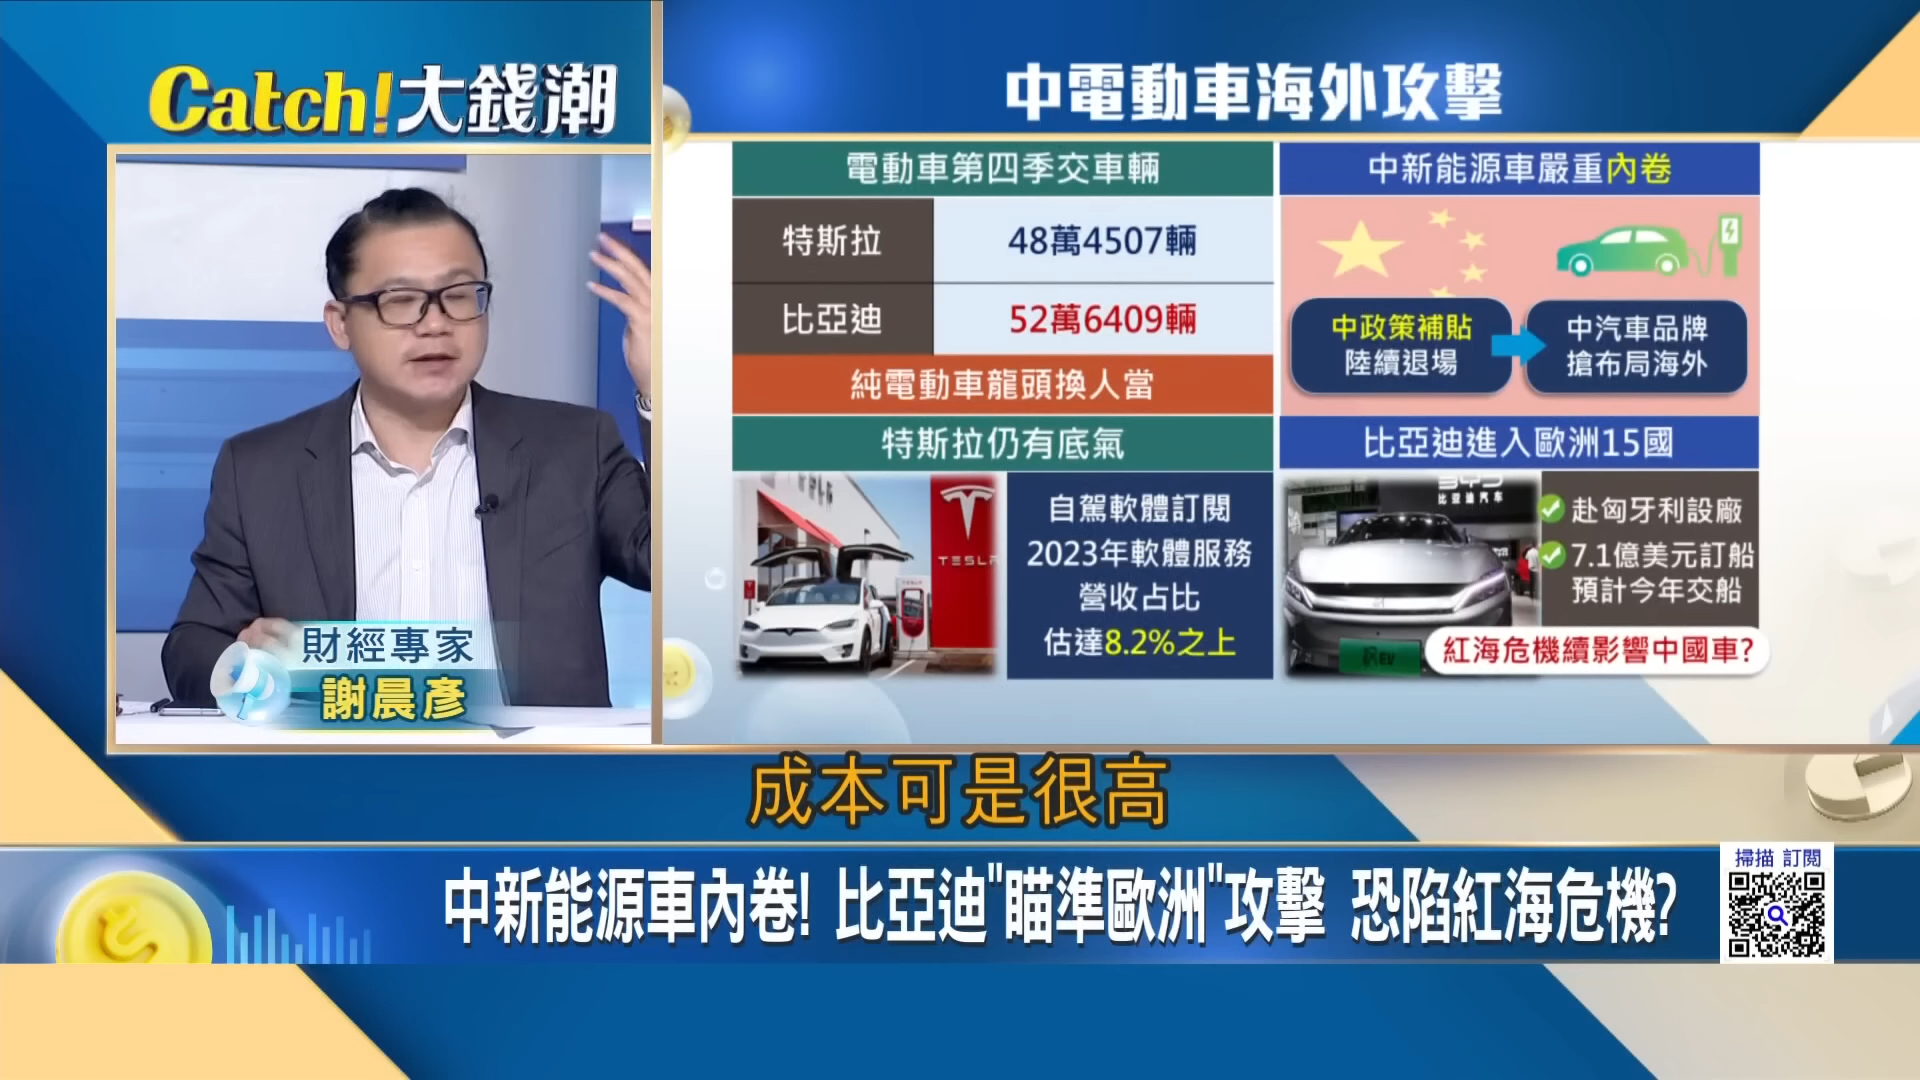 Catch!大錢潮
中電動車海外攻擊
電動車第四季交車輛
特斯拉
48萬4507輛
比亞迪
52萬6409輛
純電動車龍頭換人當
特斯拉仍有底氣
TESLA
自駕軟體訂閱
2023年軟體服務
營收占比
估達8.2%之上
中新能源車嚴重內卷
中政策補貼
陸續退場
中汽車品牌
搶布局海外
比亞迪進入歐洲15國
比亚迪汽车
赴匈牙利設廠
7.1億美元訂船
預計今年交船
紅海危機續影響中國車?
財經專家
謝晨彥
成本可是很高
中新能源車內卷! 比亞迪"瞄準歐洲"攻擊 恐陷紅海危機?
掃描 訂閱